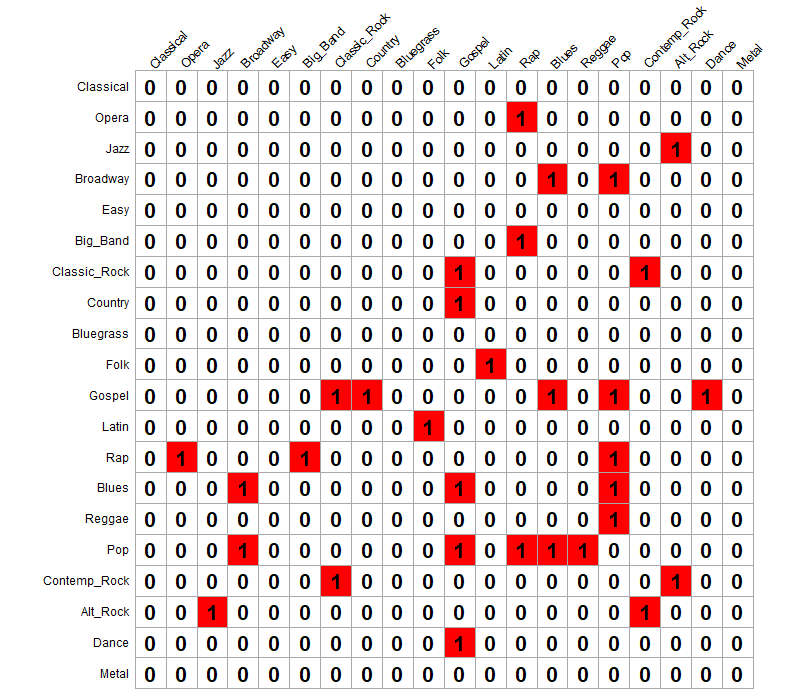 Classical Opera Jazz Broadway Easy Big_Band Classic_Rock Country Bluegrass Folk Gospel Latin Rap Blues Reggae Pop Contemp_Rock Alt_Rock Dance Metal
Classical 0 0 0 0 0 0 0 0 0 0 0 0 0 0 0 0 0 0 0 0
Opera 0 0 0 0 0 0 0 0 0 0 0 0 1 0 0 0 0 0 0 0
Jazz 0 0 0 0 0 0 0 0 0 0 0 0 0 0 0 0 0 1 0 0
Broadway 0 0 0 0 0 0 0 0 0 0 0 0 0 1 0 1 0 0 0 0
Easy 0 0 0 0 0 0 0 0 0 0 0 0 0 0 0 0 0 0 0 0
Big_Band 0 0 0 0 0 0 0 0 0 0 0 0 1 0 0 0 0 0 0 0
Classic_Rock 0 0 0 0 0 0 0 0 0 0 1 0 0 0 0 0 1 0 0 0
Country 0 0 0 0 0 0 0 0 0 0 1 0 0 0 0 0 0 0 0 0
Bluegrass 0 0 0 0 0 0 0 0 0 0 0 0 0 0 0 0 0 0 0 0
Folk 0 0 0 0 0 0 0 0 0 0 0 1 0 0 0 0 0 0 0 0
Gospel 0 0 0 0 0 0 1 1 0 0 0 0 0 1 0 1 0 0 1 0
Latin 0 0 0 0 0 0 0 0 0 1 0 0 0 0 0 0 0 0 0 0
Rap 0 1 0 0 0 1 0 0 0 0 0 0 0 0 0 1 0 0 0 0
Blues 0 0 0 1 0 0 0 0 0 0 1 0 0 0 0 1 0 0 0 0
Reggae 0 0 0 0 0 0 0 0 0 0 0 0 0 0 0 1 0 0 0 0
Pop 0 0 0 1 0 0 0 0 0 0 1 0 1 1 1 0 0 0 0 0
Contemp_Rock 0 0 0 0 0 0 1 0 0 0 0 0 0 0 0 0 0 1 0 0
Alt_Rock 0 0 1 0 0 0 0 0 0 0 0 0 0 0 0 0 1 0 0 0
Dance 0 0 0 0 0 0 0 0 0 0 1 0 0 0 0 0 0 0 0 0
Metal 0 0 0 0 0 0 0 0 0 0 0 0 0 0 0 0 0 0 0 0